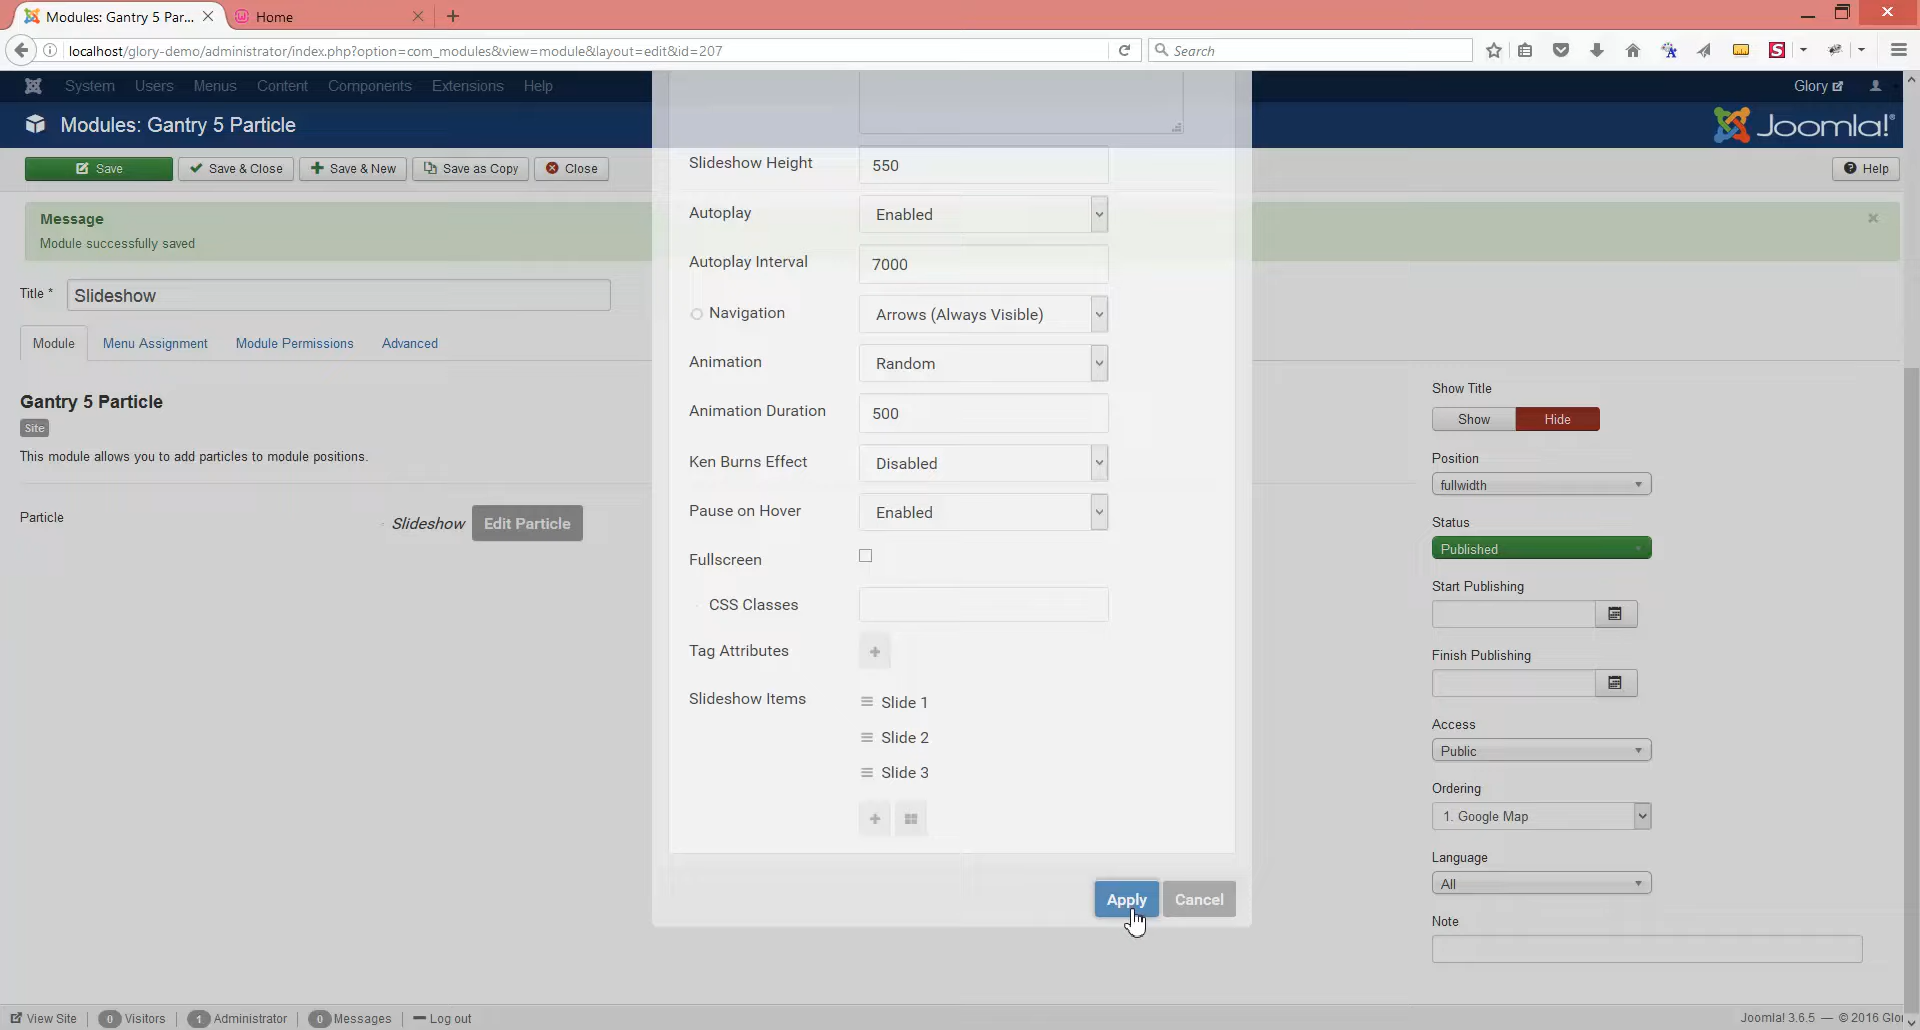 Modules: Gantry 5 Par...
Home
localhost/glory-demo/administrator/index.php?option=com_modules&view=module&layout=edit&id=207
Search
System Users Menus Content Components Extensions Help
Glory
Modules: Gantry 5 Particle
Joomla!®
Save
Save & Close
Save & New
Save as Copy
Close
Help
Message
Module successfully saved
Title *
Slideshow
Module Menu Assignment Module Permissions Advanced
Gantry 5 Particle
Site
This module allows you to add particles to module positions.
Particle
Slideshow
Edit Particle
Slideshow Height
550
Autoplay
Enabled
Autoplay Interval
7000
Navigation
Arrows (Always Visible)
Animation
Random
Animation Duration
500
Ken Burns Effect
Disabled
Pause on Hover
Enabled
Fullscreen
CSS Classes
Tag Attributes
Slideshow Items
Slide 1
Slide 2
Slide 3
Apply
Cancel
Show Title
Show
Hide
Position
fullwidth
Status
Published
Start Publishing
Finish Publishing
Access
Public
Ordering
1. Google Map
Language
All
Note
View Site
0 Visitors
1 Administrator
0 Messages
Log out
Joomla! 3.6.5 — © 2016 Glor